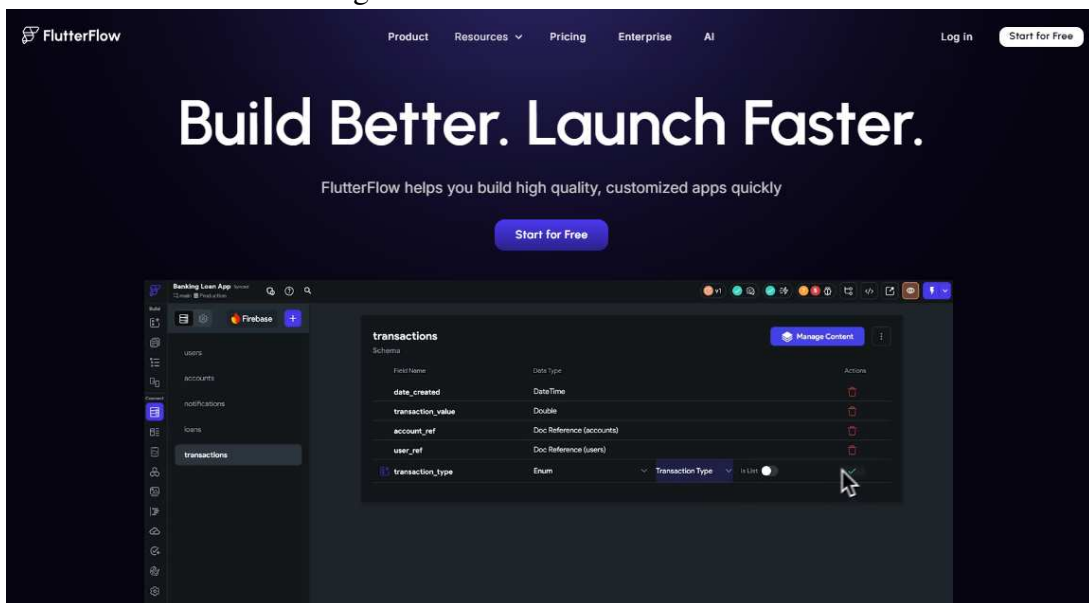 FlutterFlow
Product Resources Pricing Enterprise AI
Log in Start for Free
Build Better. Launch Faster.
FlutterFlow helps you build high quality, customized apps quickly
Start for Free
Banking Loan App
v1
Build
Firebase
users
accounts
notifications
loans
transactions
transactions
Schema
Manage Content
Field Name Data Type Actions
date_created DateTime
transaction_value Double
account_ref Doc Reference (accounts)
user_ref Doc Reference (users)
transaction_type Enum Transaction Type Is List